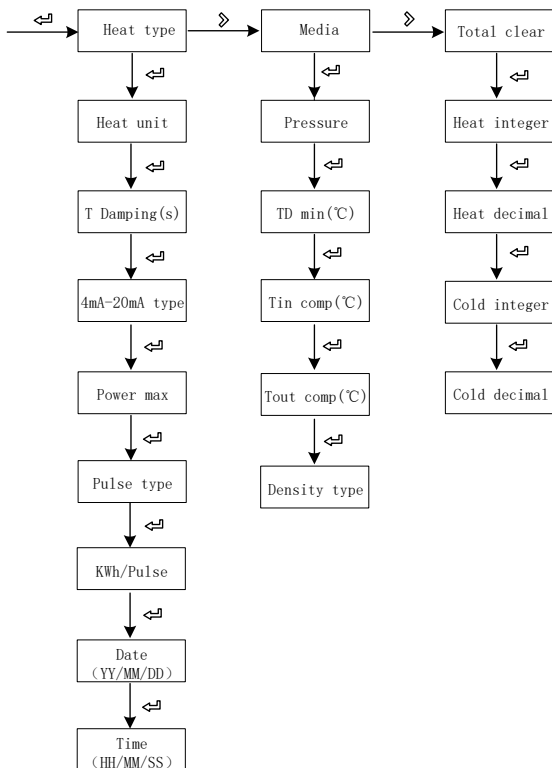 Heat type
Media
Total clear
Heat unit
Pressure
Heat integer
T Damping(s)
TD min(℃)
Heat decimal
4mA-20mA type
Tin comp(℃)
Cold integer
Power max
Tout comp(℃)
Cold decimal
Pulse type
Density type
KWh/Pulse
Date
（YY/MM/DD）
Time
（HH/MM/SS）